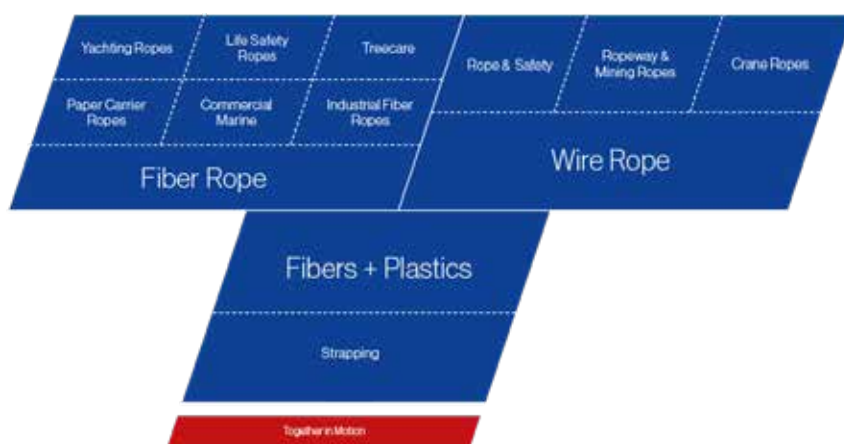 Yachting Ropes
Life Safety
Ropes
Treecare
Rope & Safety
Ropeway &
Mining Ropes
Crane Ropes
Paper Carrier
Ropes
Commercial
Marine
Industrial Fiber
Ropes
Fiber Rope
Wire Rope
Fibers + Plastics
Strapping
Together in Motion